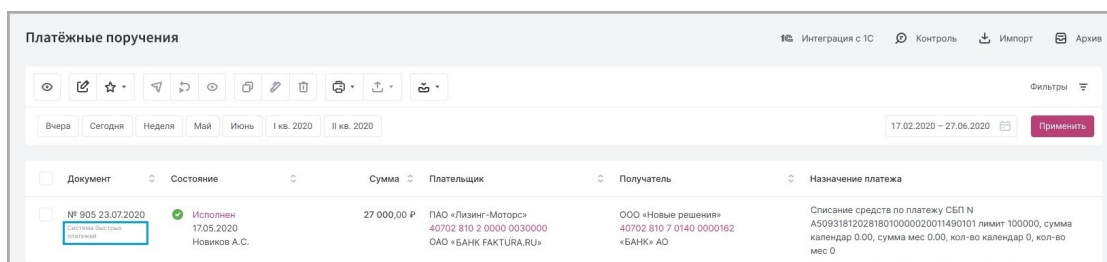 Платёжные поручения
1С Интеграция с 1С Контроль Импорт Архив
Фильтры
Вчера Сегодня Неделя Май Июнь I кв. 2020 II кв. 2020 17.02.2020 – 27.06.2020 Применить
Документ Состояние Сумма Плательщик Получатель Назначение платежа
№ 905 23.07.2020
Система быстрых
платежей
Исполнен
17.05.2020
Новиков А.С.
27 000,00 ₽
ПАО «Лизинг-Моторс»
40702 810 2 0000 0030000
ОАО «БАНК FAKTURA.RU»
ООО «Новые решения»
40702 810 7 0140 0000162
«БАНК» АО
Списание средств по платежу СБП N
A50931812028180100000020011490101 лимит 100000, сумма
календар 0.00, сумма мес 0.00, кол-во календар 0, кол-во
мес 0